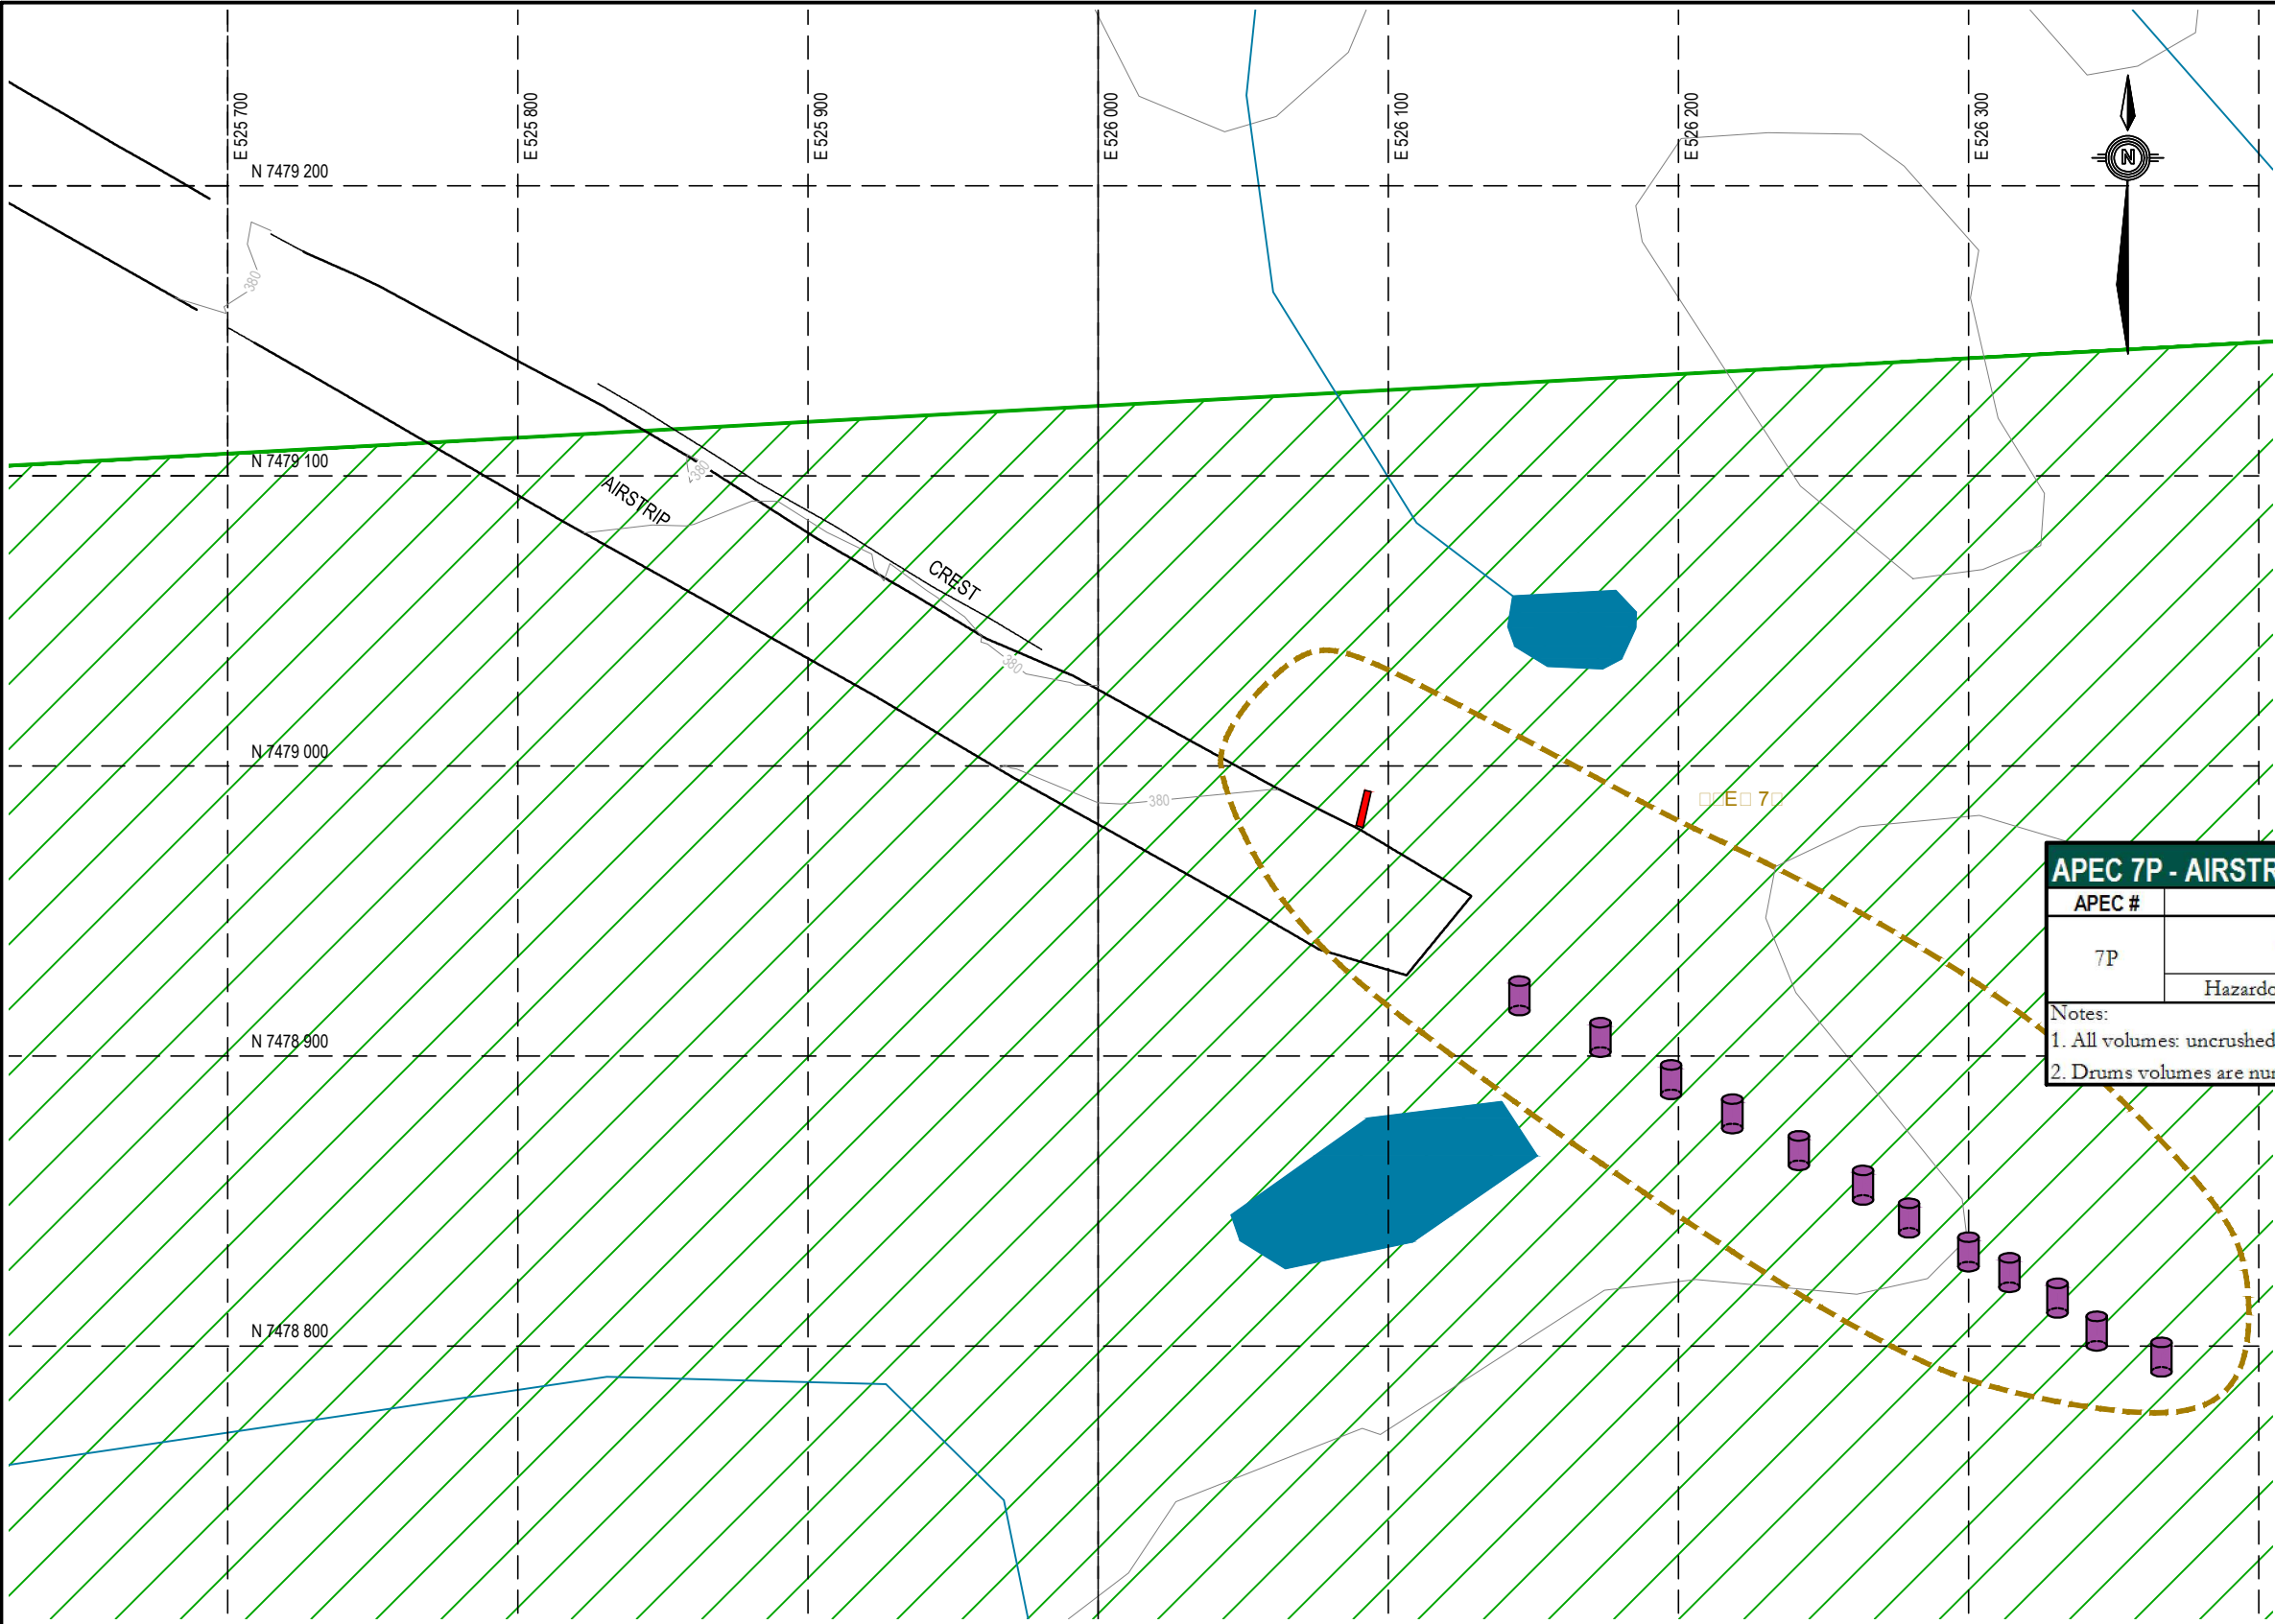 E 525 700
E 525 800
E 525 900
E 526 000
E 526 100
E 526 200
E 526 300
N
N 7479 200
380
N 7479 100
380
AIRSTRIP
CREST
380
N 7479 000
380
□□E□ 7□
APEC 7P - AIRSTR
APEC #
7P
Hazardo
Notes:
1. All volumes: uncrushed
2. Drums volumes are nu
N 7478 900
N 7478 800